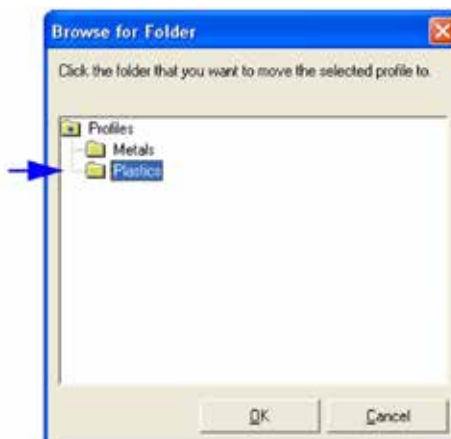 Browse for Folder
Click the folder that you want to move the selected profile to.
Profiles
Metals
Plastics
OK
Cancel